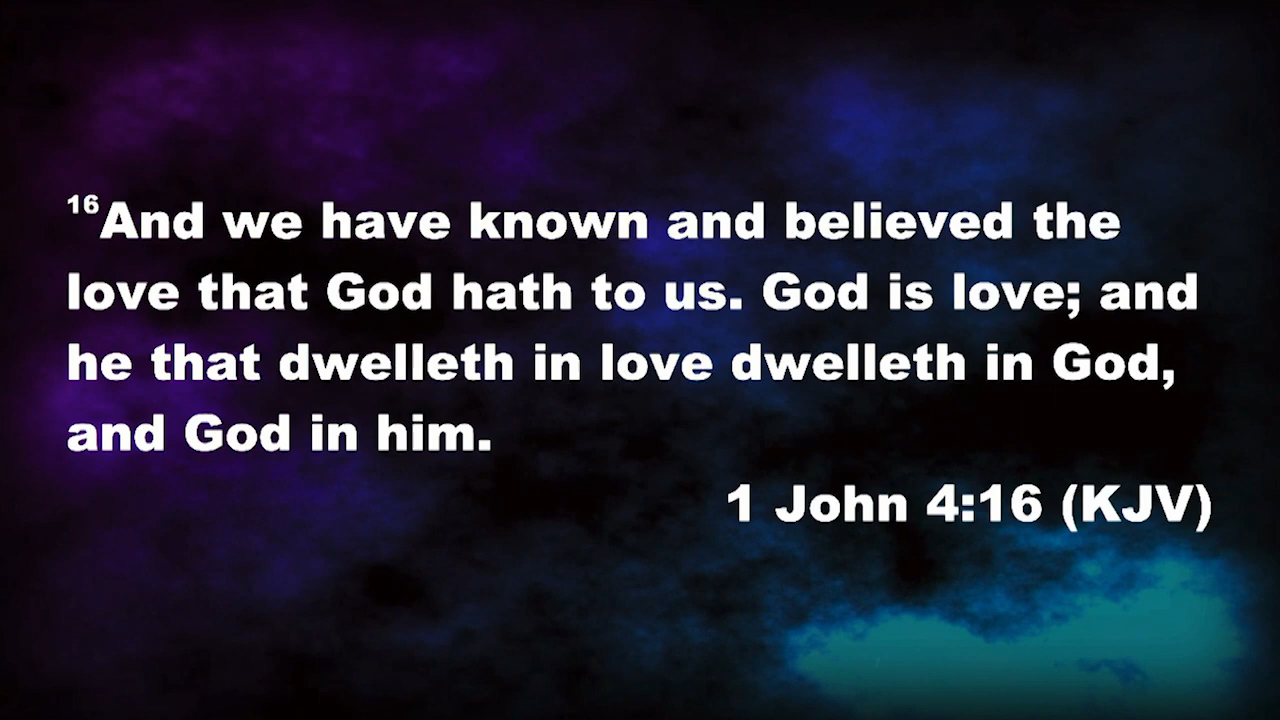 16And we have known and believed the
love that God hath to us. God is love; and
he that dwelleth in love dwelleth in God,
and God in him.
1 John 4:16 (KJV)